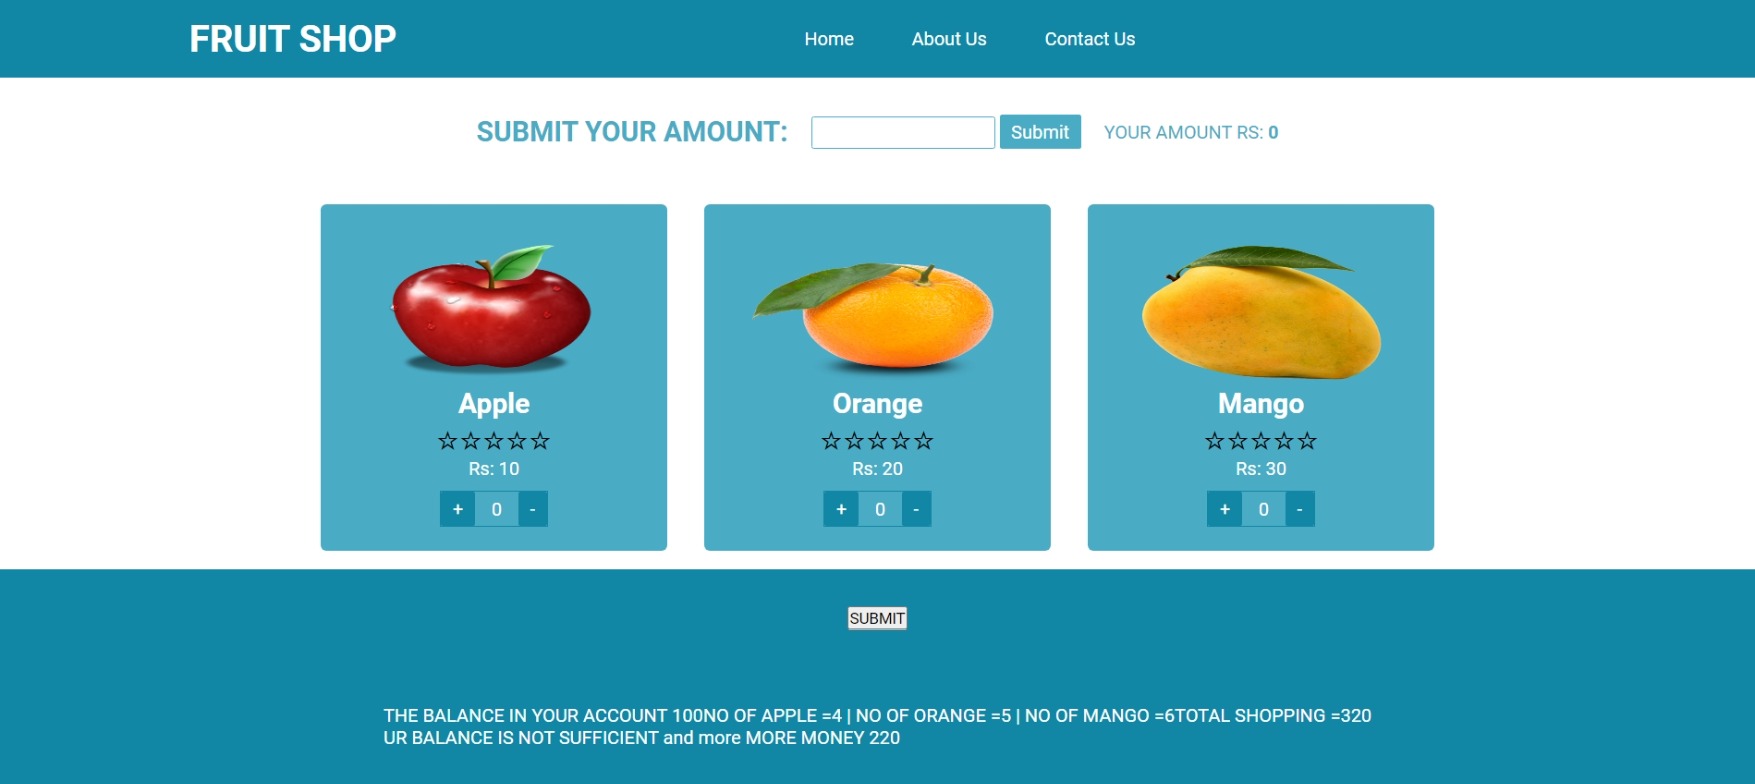 FRUIT SHOP
Home
About Us
Contact Us
SUBMIT YOUR AMOUNT:
Submit
YOUR AMOUNT RS: 0
Apple
☆☆☆☆☆
Rs: 10
+ 0 -
Orange
☆☆☆☆☆
Rs: 20
+ 0 -
Mango
☆☆☆☆☆
Rs: 30
+ 0 -
SUBMIT
THE BALANCE IN YOUR ACCOUNT 100NO OF APPLE =4 | NO OF ORANGE =5 | NO OF MANGO =6TOTAL SHOPPING =320
UR BALANCE IS NOT SUFFICIENT and more MORE MONEY 220